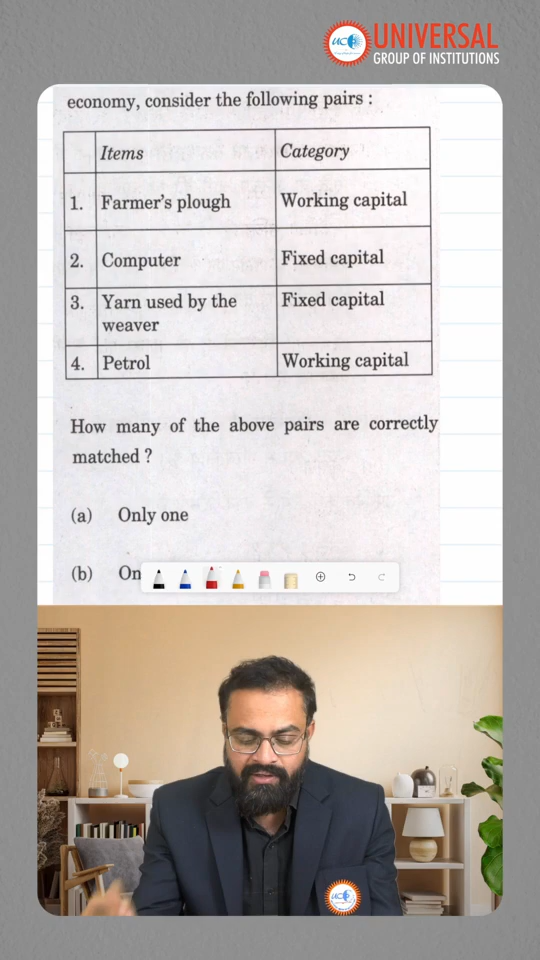 UNIVERSAL
GROUP OF INSTITUTIONS
economy, consider the following pairs :
Items Category
1. Farmer's plough Working capital
2. Computer Fixed capital
3. Yarn used by the weaver Fixed capital
4. Petrol Working capital
How many of the above pairs are correctly
matched ?
(a) Only one
(b)